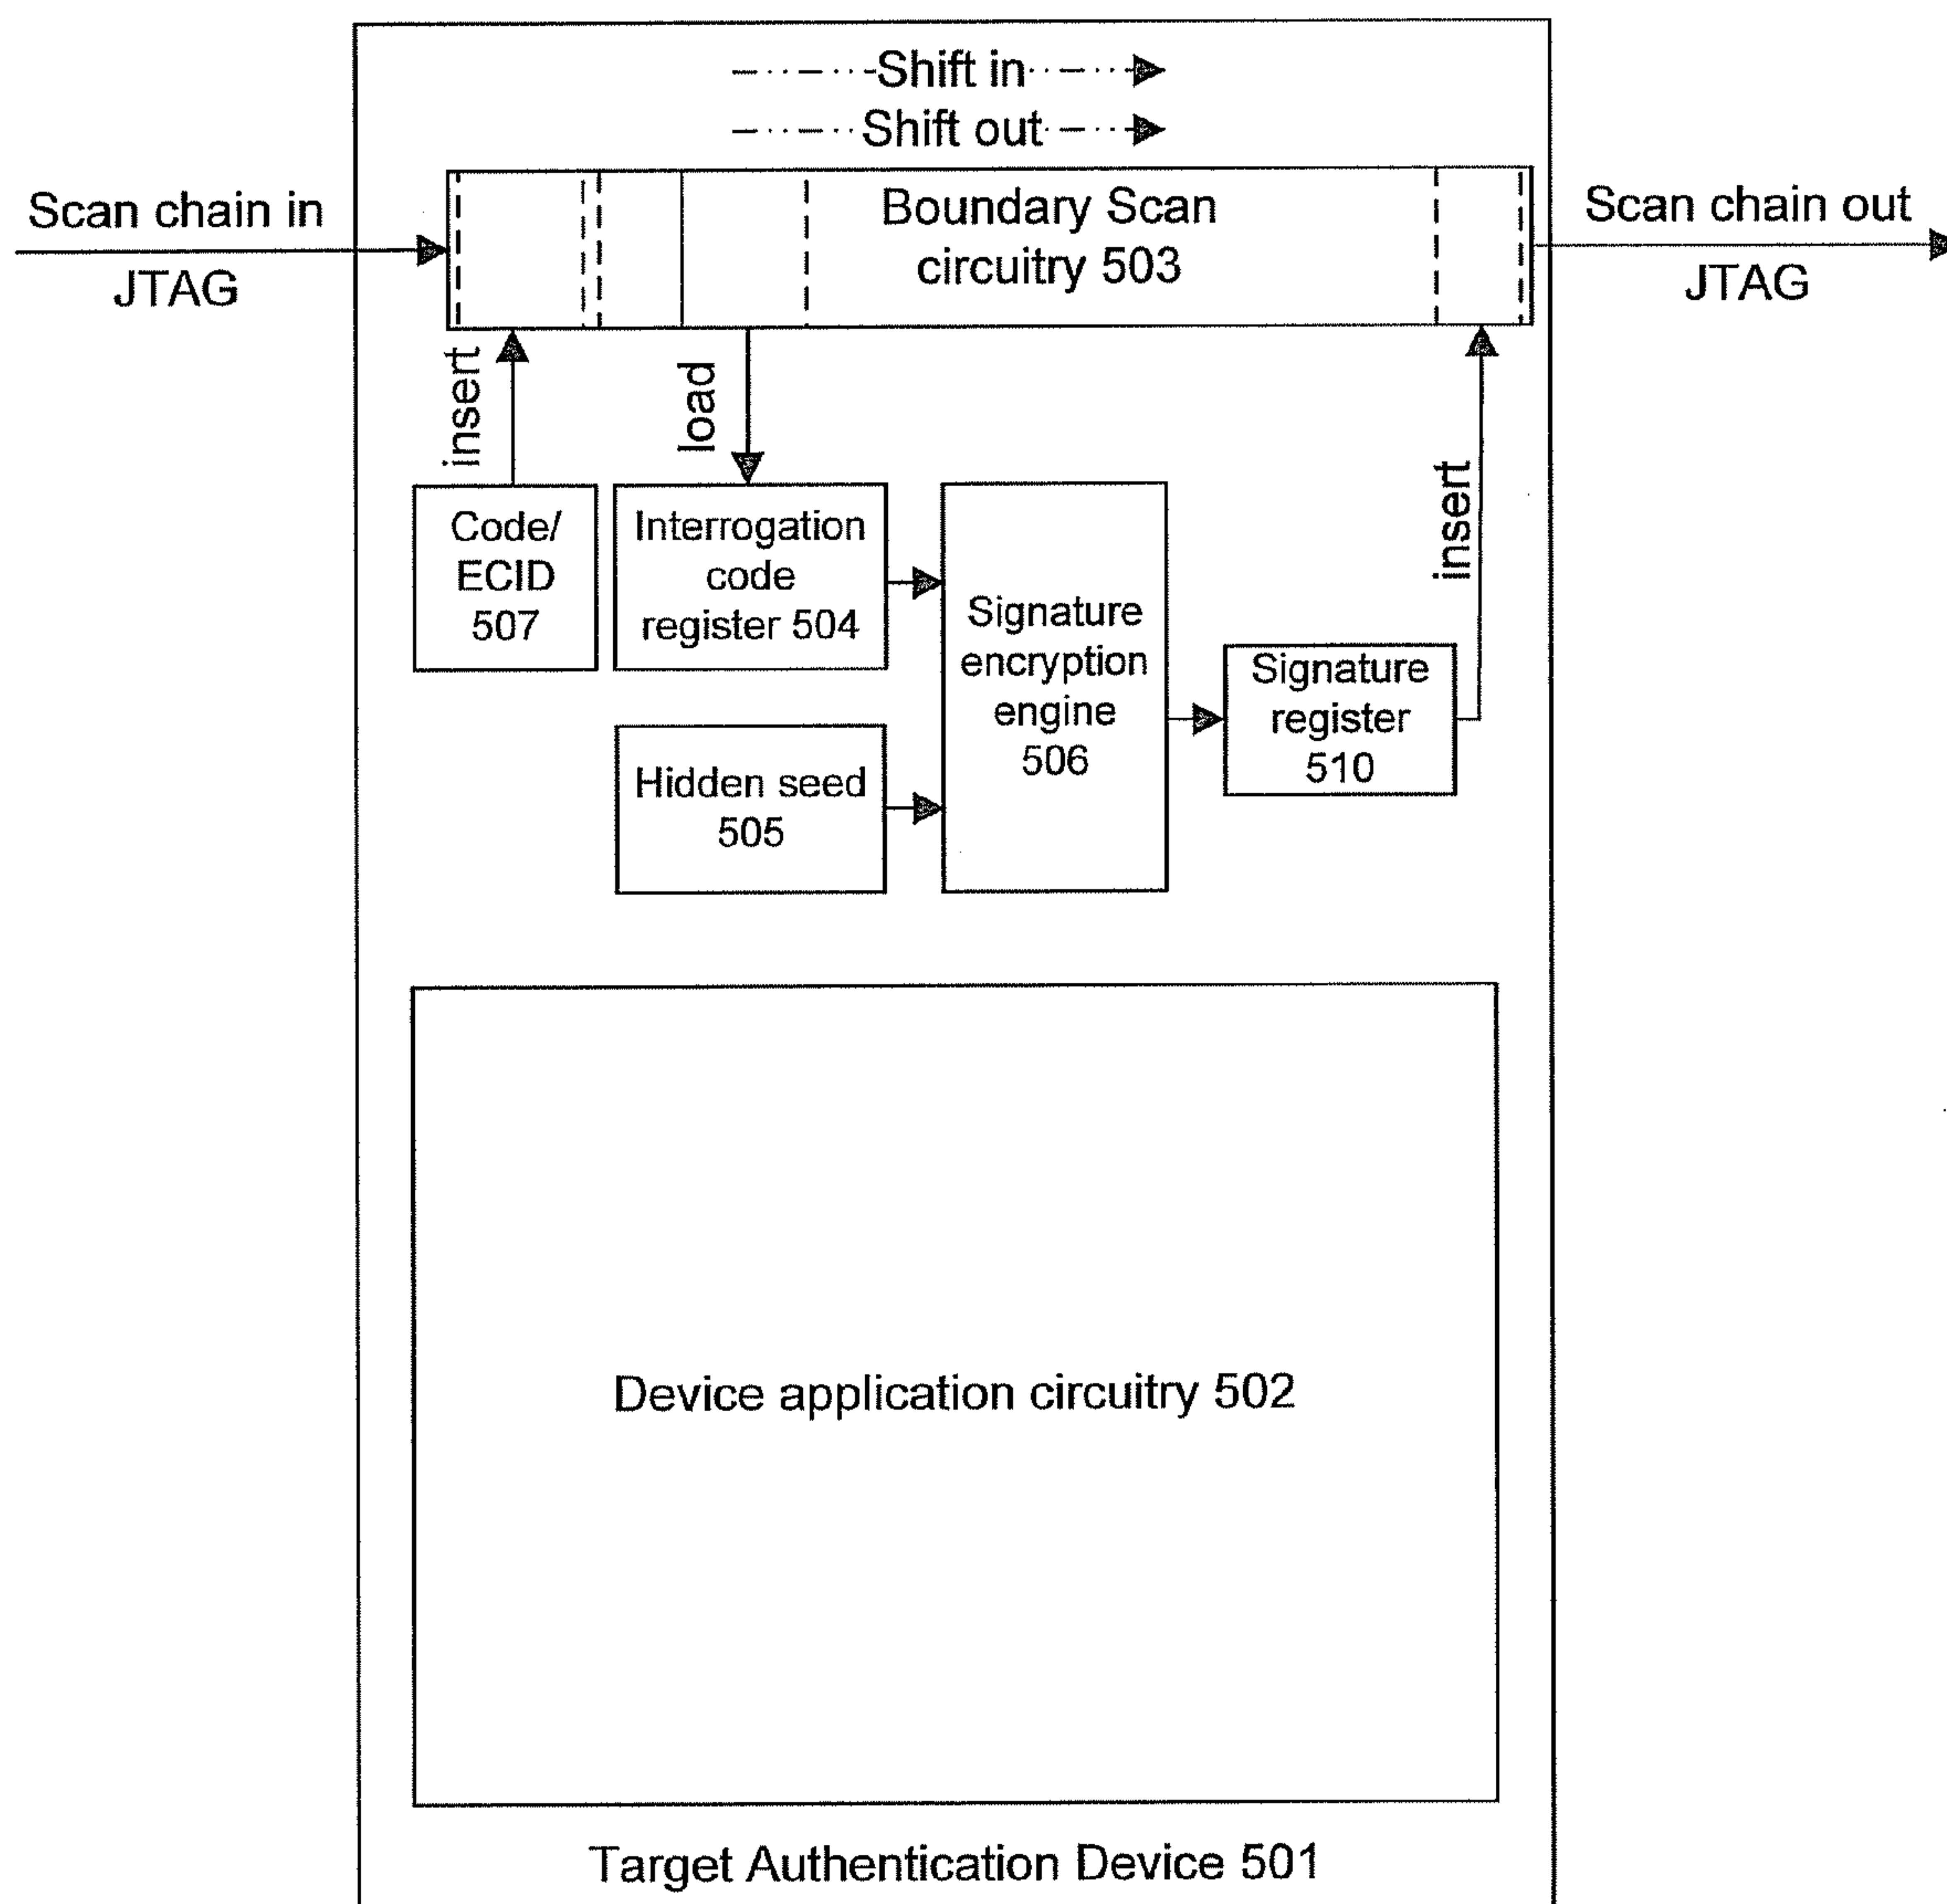 Shift in
Shift out
Scan chain in
JTAG
Boundary Scan
circuitry 503
Scan chain out
JTAG
insert
load
insert
Code/
ECID
507
Interrogation
code
register 504
Signature
encryption
engine
506
Signature
register
510
Hidden seed
505
Device application circuitry 502
Target Authentication Device 501